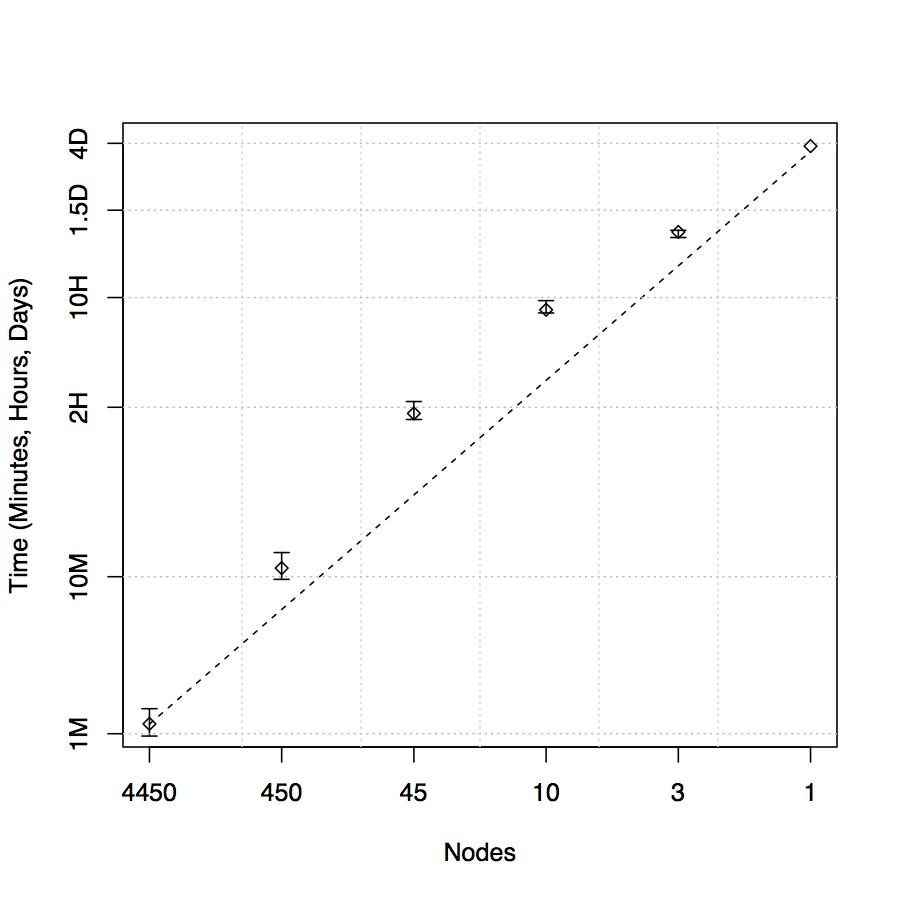 4D
1.5D
10H
2H
10M
1M
Time (Minutes, Hours, Days)
4450 450 45 10 3 1
Nodes